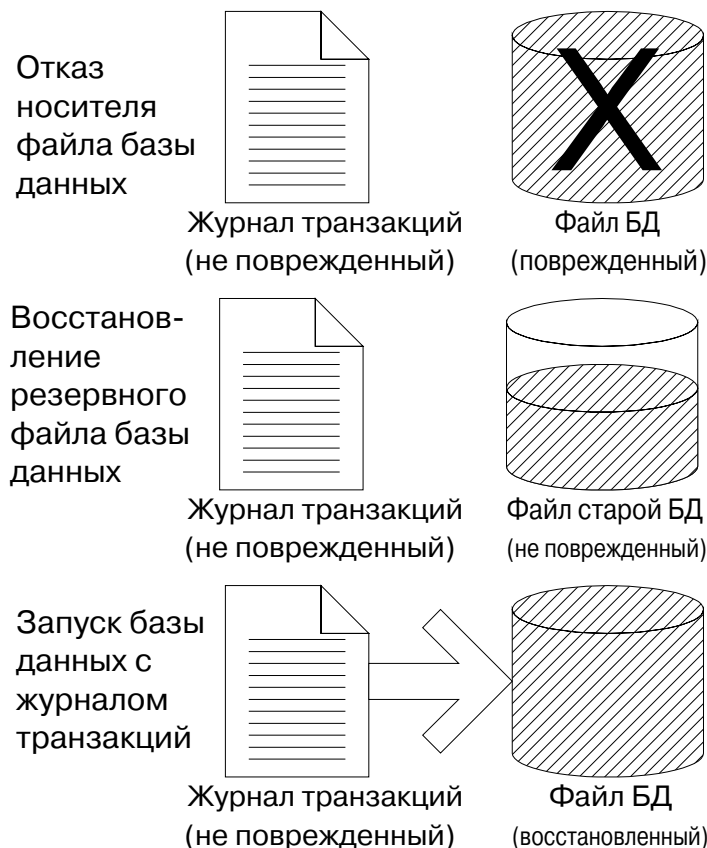 Отказ
носителя
файла базы
данных
Журнал транзакций
(не поврежденный)
Файл БД
(поврежденный)
Восстанов-
ление
резервного
файла базы
данных
Журнал транзакций
(не поврежденный)
Файл старой БД
(не поврежденный)
Запуск базы
данных с
журналом
транзакций
Журнал транзакций
(не поврежденный)
Файл БД
(восстановленный)